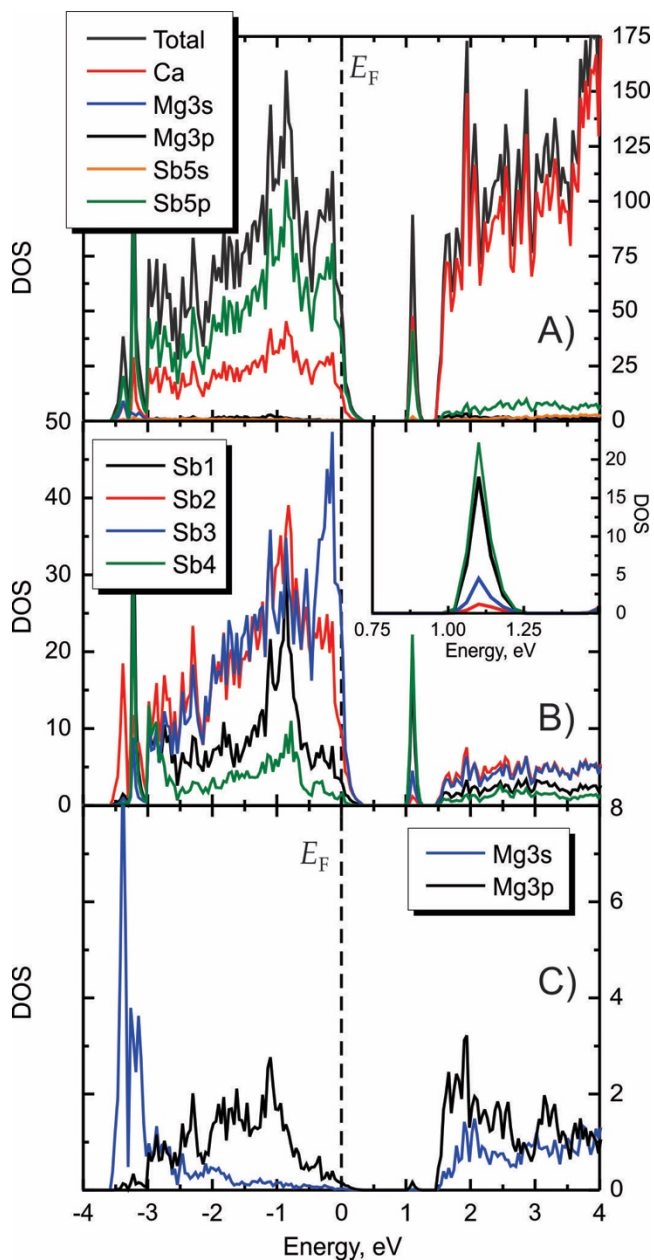 Total
Ca
Mg3s
Mg3p
Sb5s
Sb5p
E_F
175
150
125
100
75
50
25
0
DOS
A)
50
40
30
20
10
0
DOS
Sb1
Sb2
Sb3
Sb4
20
15
10
5
0
DOS
0.75 1.00 1.25
Energy, eV
B)
E_F
Mg3s
Mg3p
8
6
4
2
0
DOS
C)
-4 -3 -2 -1 0 1 2 3 4
Energy, eV